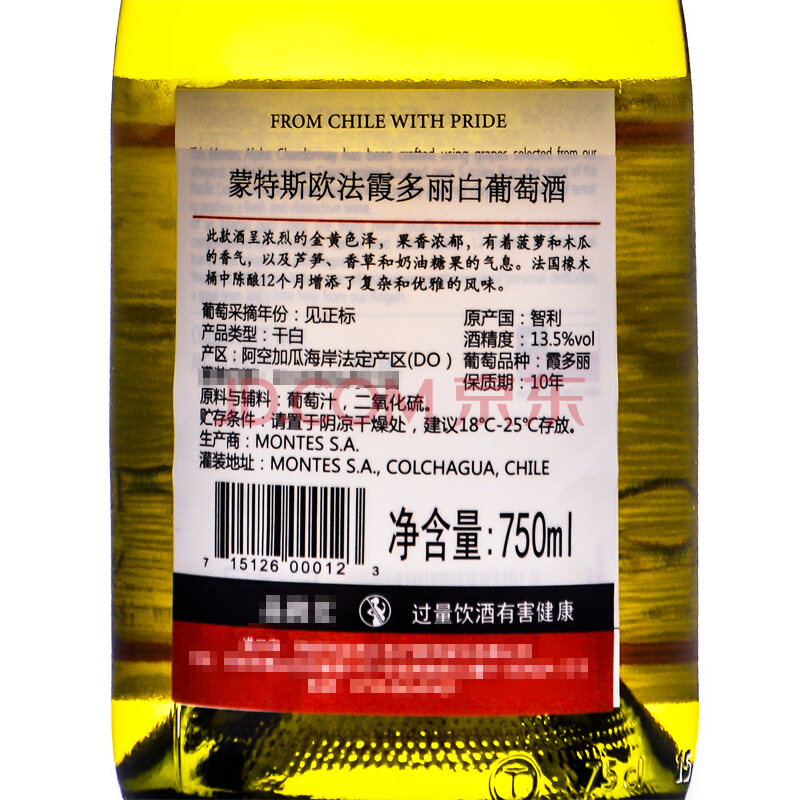 FROM CHILE WITH PRIDE
蒙特斯欧法霞多丽白葡萄酒
此款酒呈浓烈的金黄色泽，果香浓郁，有着菠萝和木瓜
的香气，以及芦笋、香草和奶油糖果的气息。法国橡木
桶中陈酿12个月增添了复杂和优雅的风味。
葡萄采摘年份：见正标
原产国：智利
产品类型：干白
酒精度：13.5%vol
产区：阿空加瓜海岸法定产区(DO)
葡萄品种：霞多丽
保质期：10年
JD.COM 京东
原料与辅料：葡萄汁，二氧化硫。
贮存条件：请置于阴凉干燥处，建议18℃-25℃存放。
生产商：MONTES S.A.
灌装地址：MONTES S.A., COLCHAGUA, CHILE
净含量:750ml
7 15126 00012 3
过量饮酒有害健康
75cl
15